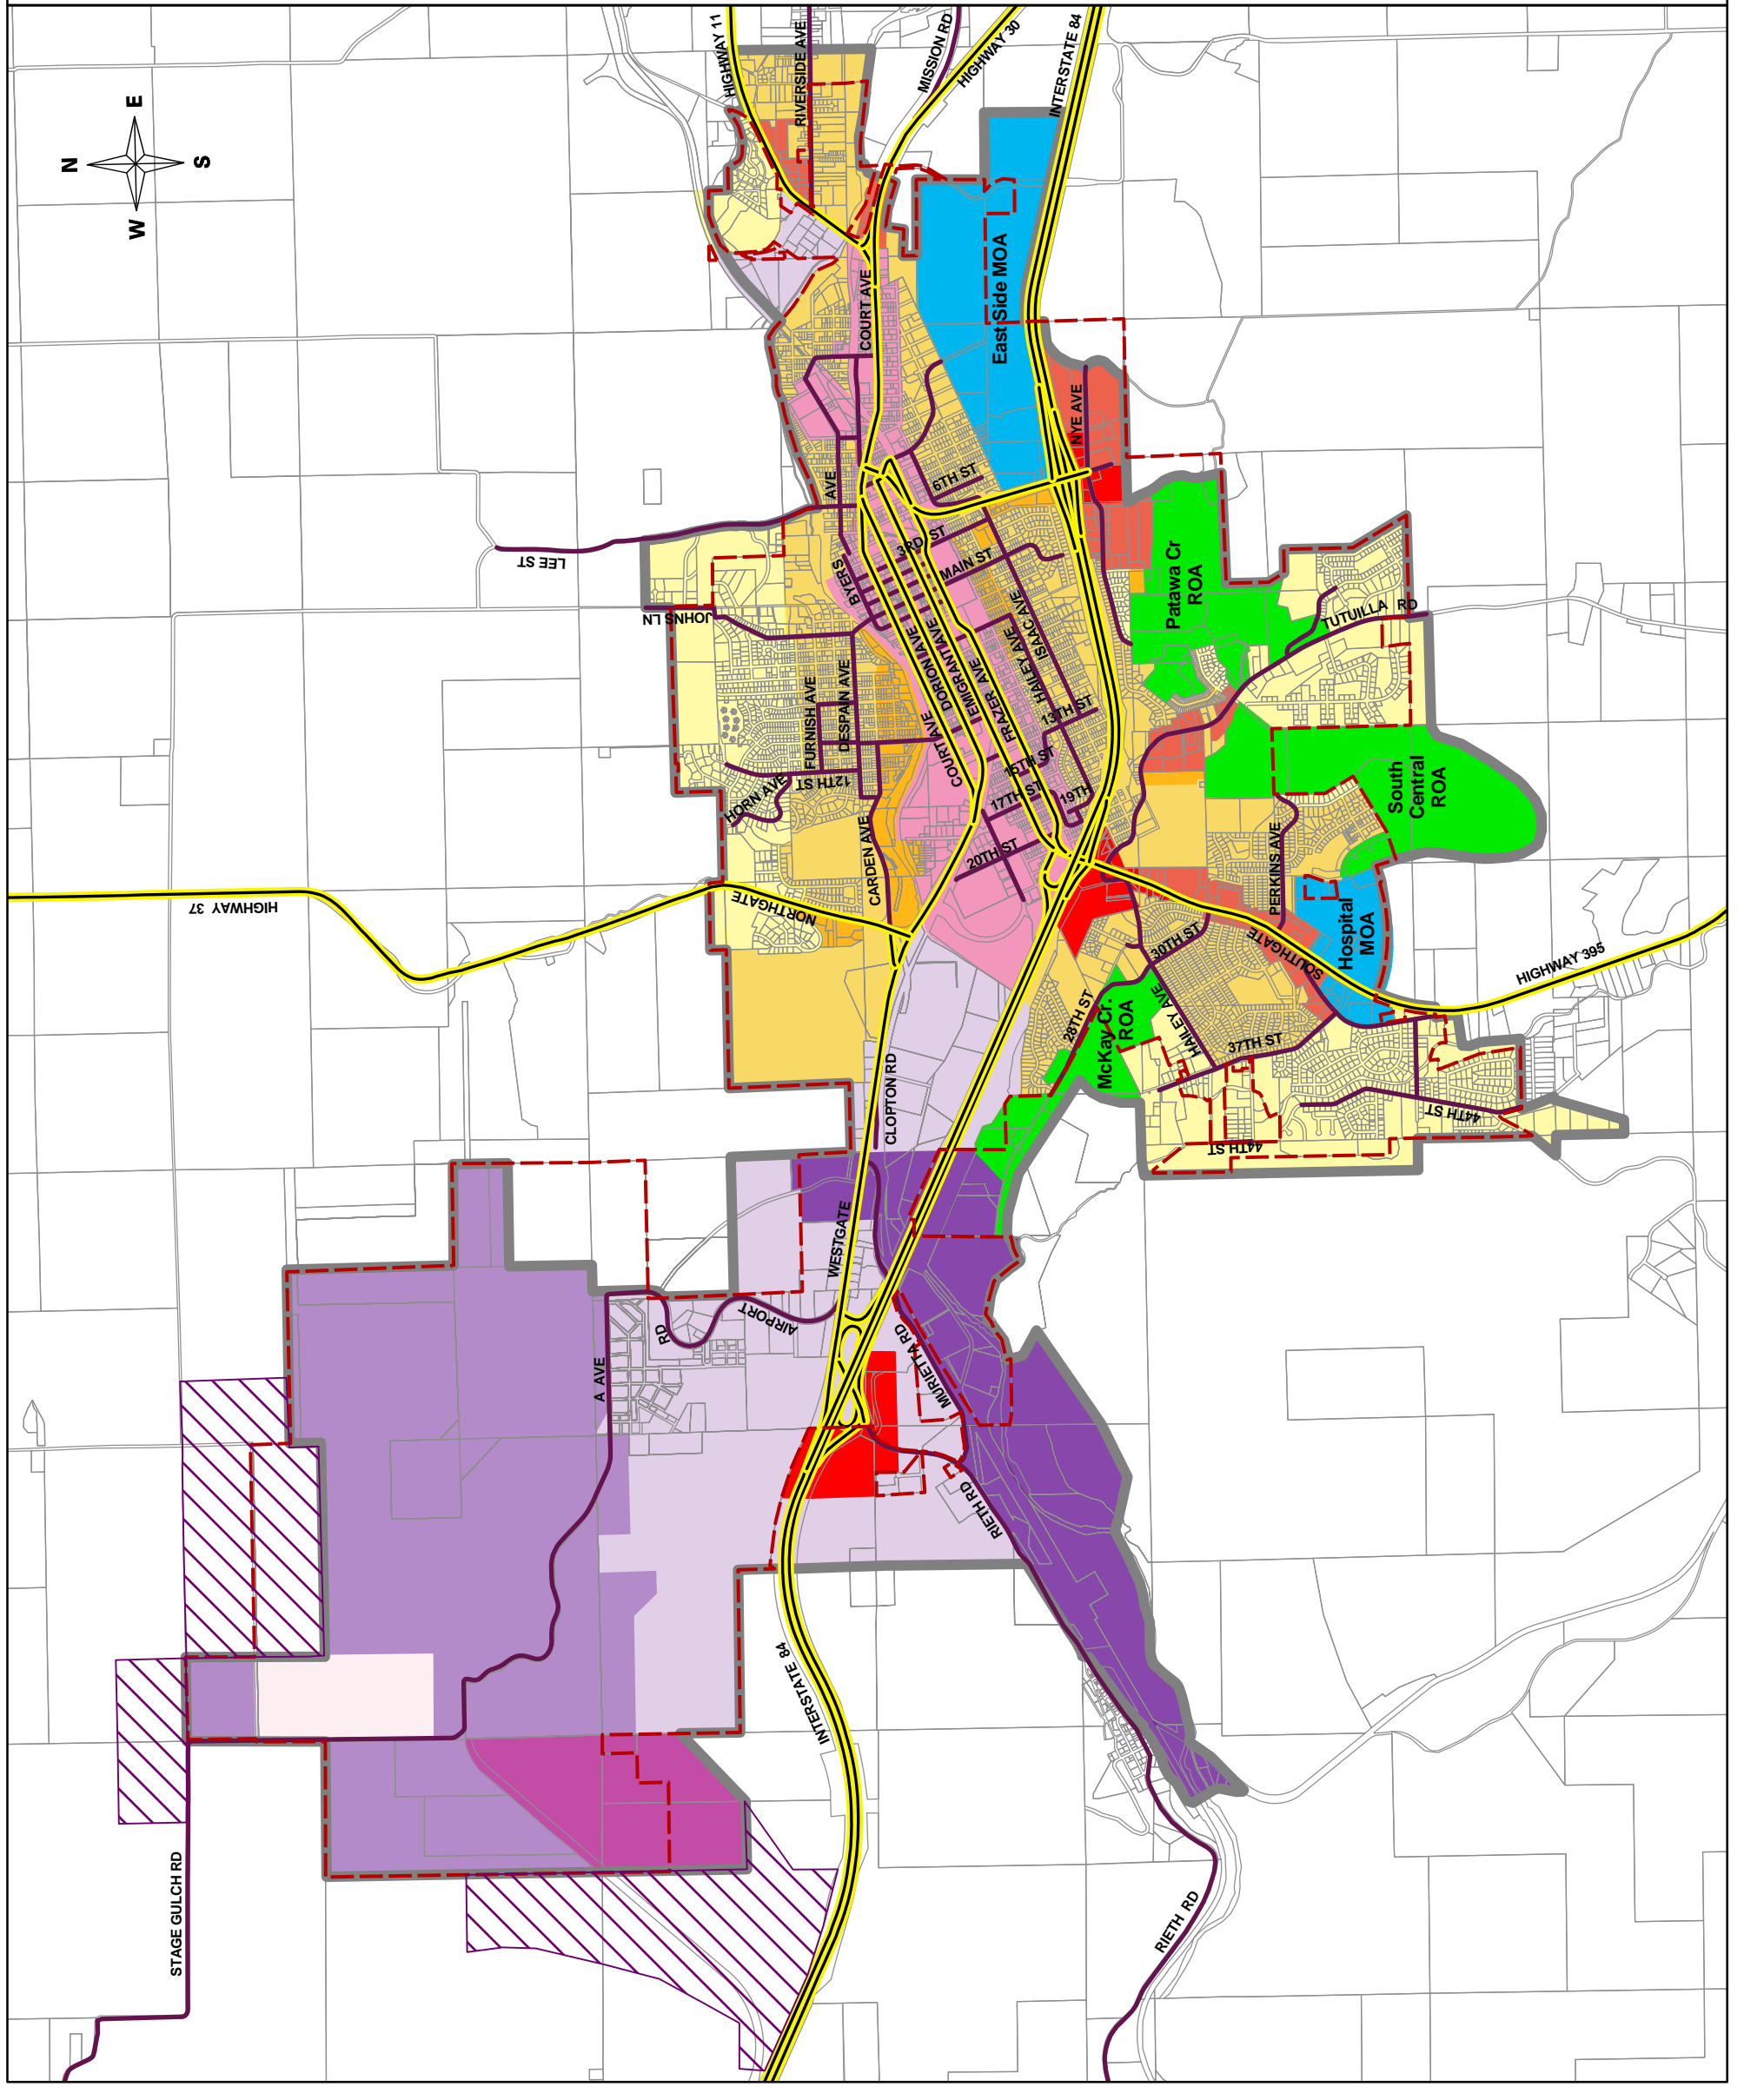 HIGHWAY 11
RIVERSIDE AVE
MISSION RD
HIGHWAY 30
INTERSTATE 84
E
N
S
W
East Side MOA
COURT AVE
NYE AVE
6TH ST
AVE
LEE ST
3RD ST
MAIN ST
BYERS
Patawa Cr
ROA
JOHNS LN
TUTUILLA RD
ISAAC AVE
HAILEY AVE
DORION AVE
EMIGRANT AVE
FRAZER AVE
COURT AVE
FURNISH AVE
DESPAIN AVE
13TH ST
15TH ST
17TH ST
19TH
12TH ST
HORN AVE
South
Central
ROA
20TH ST
CARDEN AVE
PERKINS AVE
HIGHWAY 37
NORTHGATE
Hospital
MOA
SOUTHGATE
30TH ST
HIGHWAY 395
28TH ST
HAILEY AVE
McKay Cr.
ROA
37TH ST
CLOPTON RD
44TH ST
44TH ST
WESTGATE
AIRPORT
RD
A AVE
MURIETTA RD
RIETH RD
INTERSTATE 84
STAGE GULCH RD
RIETH RD